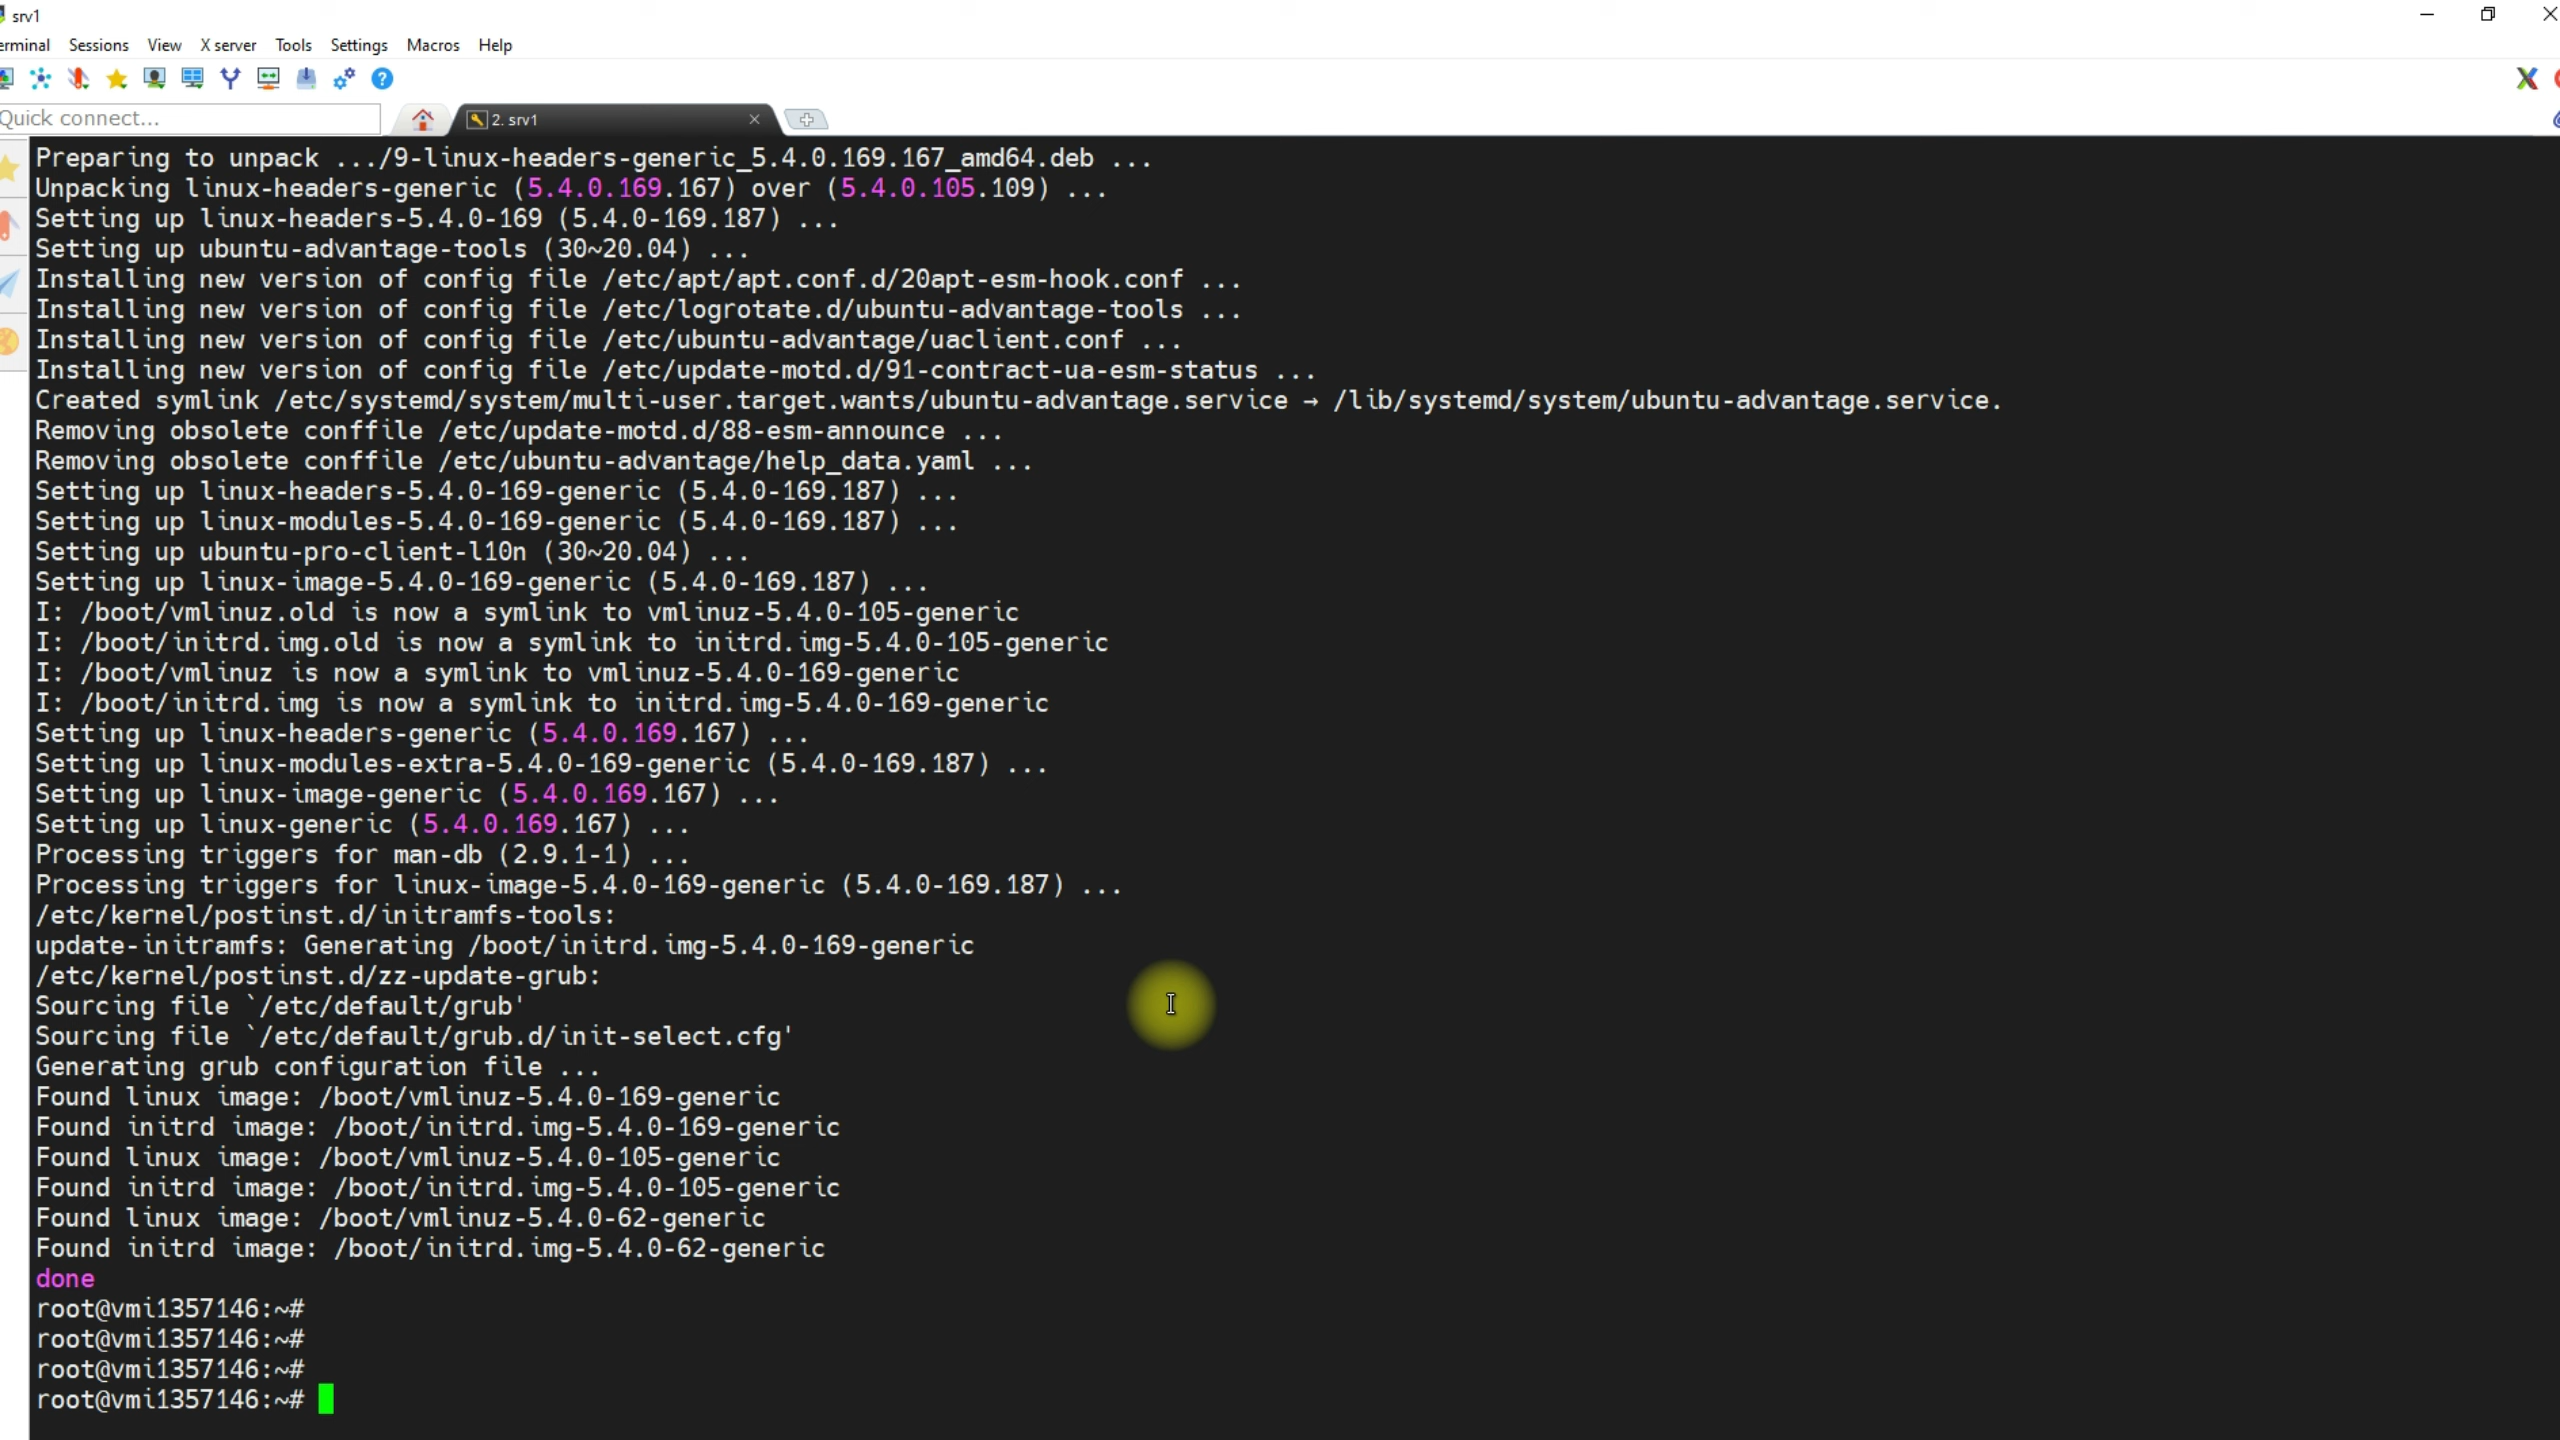 srv1
erminal Sessions View X server Tools Settings Macros Help
Quick connect...
2. srv1
Preparing to unpack .../9-linux-headers-generic_5.4.0.169.167_amd64.deb ...
Unpacking linux-headers-generic (5.4.0.169.167) over (5.4.0.105.109) ...
Setting up linux-headers-5.4.0-169 (5.4.0-169.187) ...
Setting up ubuntu-advantage-tools (30~20.04) ...
Installing new version of config file /etc/apt/apt.conf.d/20apt-esm-hook.conf ...
Installing new version of config file /etc/logrotate.d/ubuntu-advantage-tools ...
Installing new version of config file /etc/ubuntu-advantage/uaclient.conf ...
Installing new version of config file /etc/update-motd.d/91-contract-ua-esm-status ...
Created symlink /etc/systemd/system/multi-user.target.wants/ubuntu-advantage.service → /lib/systemd/system/ubuntu-advantage.service.
Removing obsolete conffile /etc/update-motd.d/88-esm-announce ...
Removing obsolete conffile /etc/ubuntu-advantage/help_data.yaml ...
Setting up linux-headers-5.4.0-169-generic (5.4.0-169.187) ...
Setting up linux-modules-5.4.0-169-generic (5.4.0-169.187) ...
Setting up ubuntu-pro-client-l10n (30~20.04) ...
Setting up linux-image-5.4.0-169-generic (5.4.0-169.187) ...
I: /boot/vmlinuz.old is now a symlink to vmlinuz-5.4.0-105-generic
I: /boot/initrd.img.old is now a symlink to initrd.img-5.4.0-105-generic
I: /boot/vmlinuz is now a symlink to vmlinuz-5.4.0-169-generic
I: /boot/initrd.img is now a symlink to initrd.img-5.4.0-169-generic
Setting up linux-headers-generic (5.4.0.169.167) ...
Setting up linux-modules-extra-5.4.0-169-generic (5.4.0-169.187) ...
Setting up linux-image-generic (5.4.0.169.167) ...
Setting up linux-generic (5.4.0.169.167) ...
Processing triggers for man-db (2.9.1-1) ...
Processing triggers for linux-image-5.4.0-169-generic (5.4.0-169.187) ...
/etc/kernel/postinst.d/initramfs-tools:
update-initramfs: Generating /boot/initrd.img-5.4.0-169-generic
/etc/kernel/postinst.d/zz-update-grub:
Sourcing file `/etc/default/grub'
Sourcing file `/etc/default/grub.d/init-select.cfg'
Generating grub configuration file ...
Found linux image: /boot/vmlinuz-5.4.0-169-generic
Found initrd image: /boot/initrd.img-5.4.0-169-generic
Found linux image: /boot/vmlinuz-5.4.0-105-generic
Found initrd image: /boot/initrd.img-5.4.0-105-generic
Found linux image: /boot/vmlinuz-5.4.0-62-generic
Found initrd image: /boot/initrd.img-5.4.0-62-generic
done
root@vmi1357146:~#
root@vmi1357146:~#
root@vmi1357146:~#
root@vmi1357146:~#